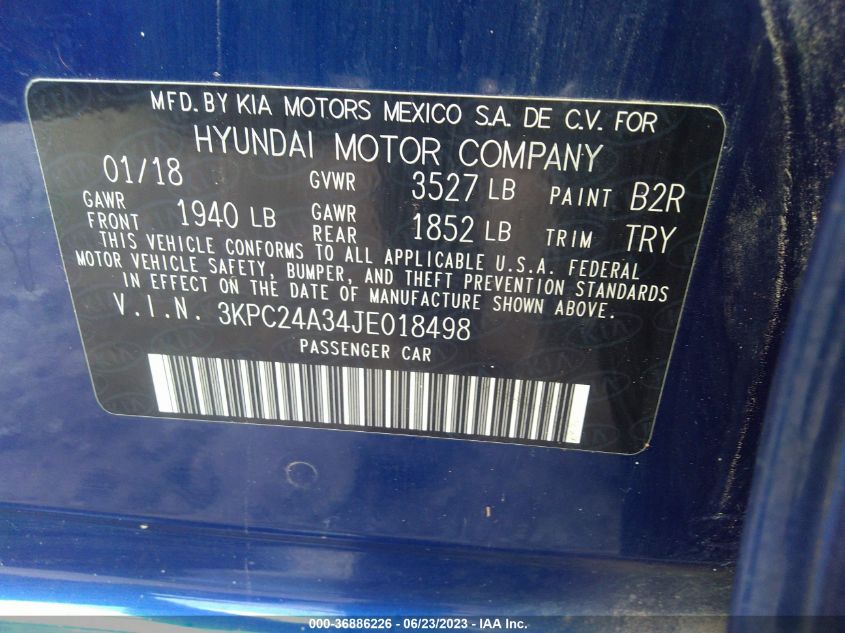 MFD. BY KIA MOTORS MEXICO S.A. DE C.V. FOR
HYUNDAI MOTOR COMPANY
01/18 GVWR 3527 LB PAINT B2R
GAWR FRONT 1940 LB GAWR REAR 1852 LB TRIM TRY
THIS VEHICLE CONFORMS TO ALL APPLICABLE U.S.A. FEDERAL
MOTOR VEHICLE SAFETY, BUMPER, AND THEFT PREVENTION STANDARDS
IN EFFECT ON THE DATE OF MANUFACTURE SHOWN ABOVE.
V.I.N. 3KPC24A34JE018498
PASSENGER CAR
000-36886226 - 06/23/2023 - IAA Inc.